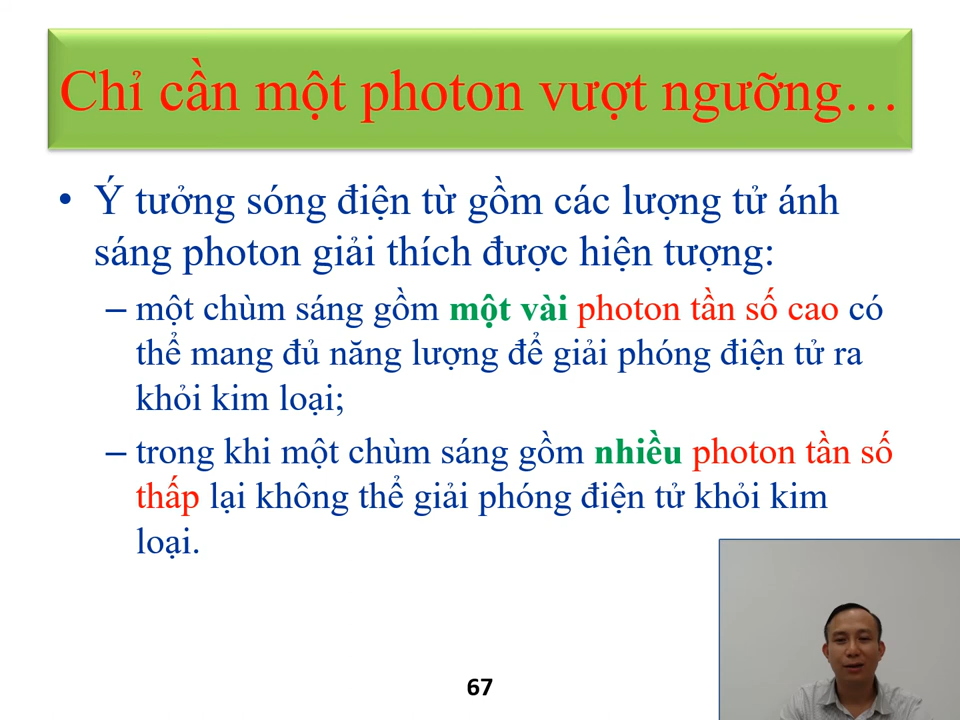 Chỉ cần một photon vượt ngưỡng…
• Ý tưởng sóng điện từ gồm các lượng tử ánh
sáng photon giải thích được hiện tượng:
– một chùm sáng gồm một vài photon tần số cao có
thể mang đủ năng lượng để giải phóng điện tử ra
khỏi kim loại;
– trong khi một chùm sáng gồm nhiều photon tần số
thấp lại không thể giải phóng điện tử khỏi kim
loại.
67